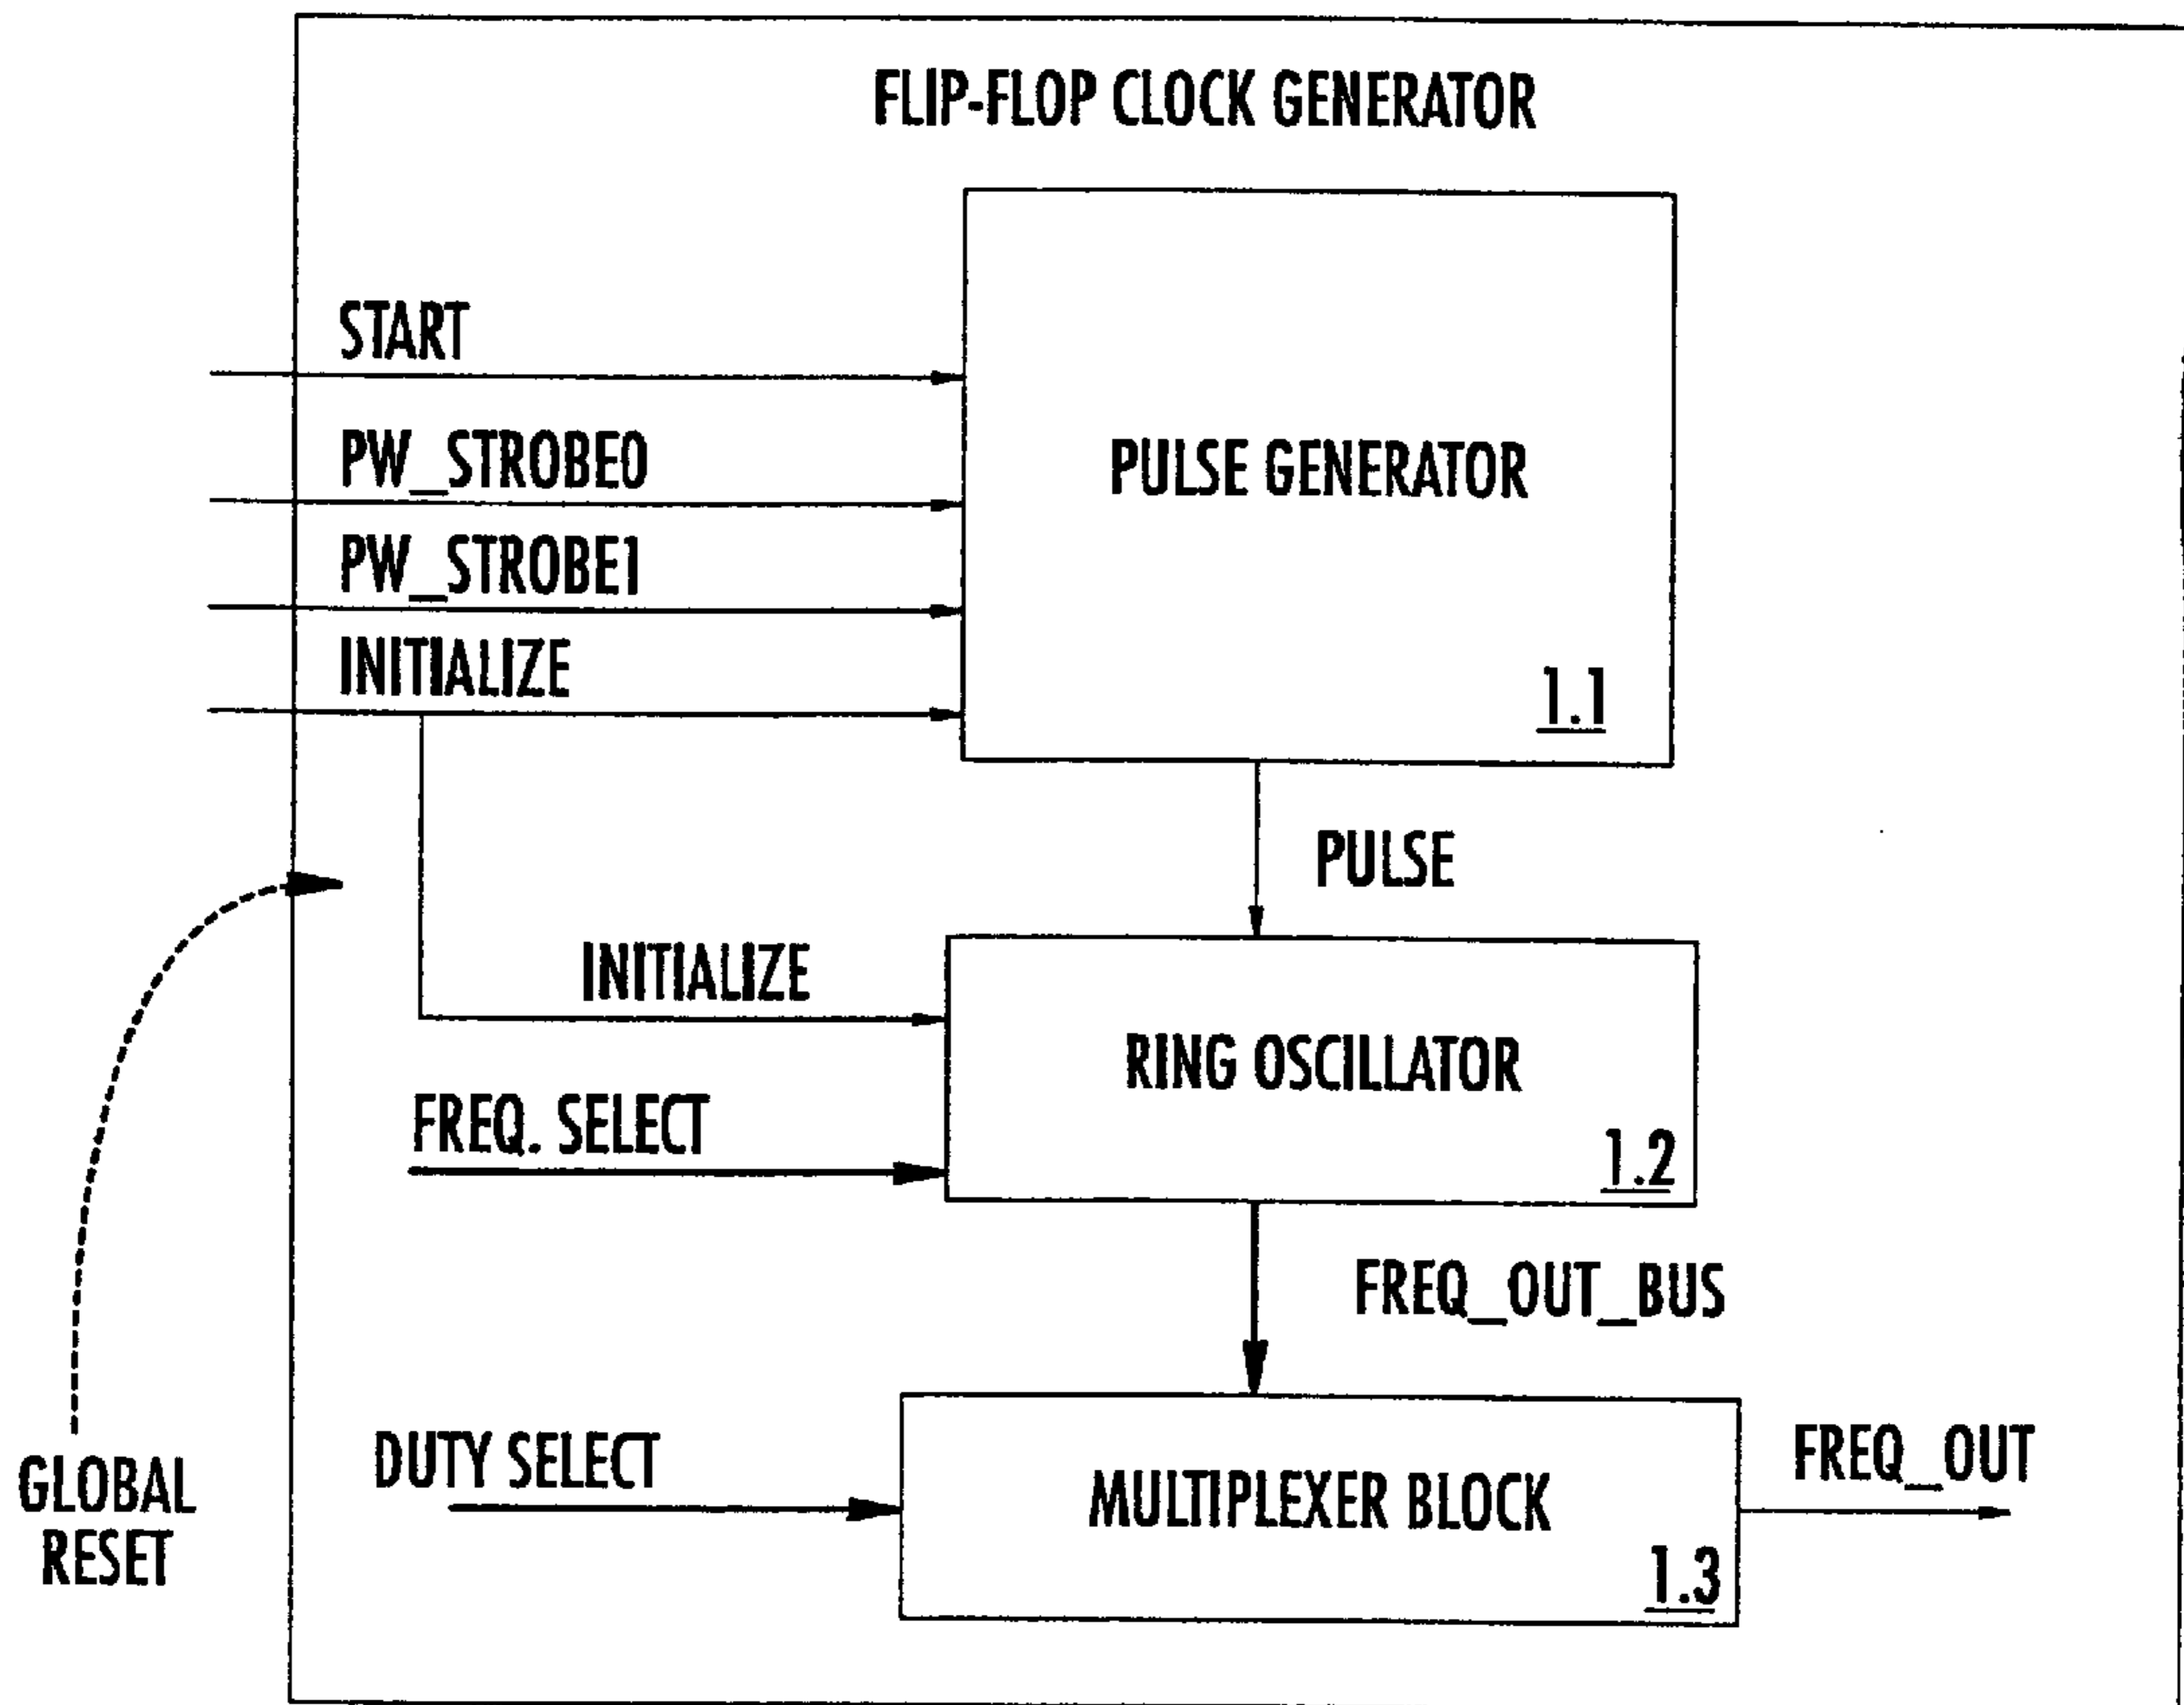 FLIP-FLOP CLOCK GENERATOR
START
PW_STROBE0
PULSE GENERATOR
PW_STROBE1
INITIALIZE
1.1
PULSE
INITIALIZE
RING OSCILLATOR
FREQ. SELECT
1.2
FREQ_OUT_BUS
DUTY SELECT
MULTIPLEXER BLOCK
FREQ_OUT
1.3
GLOBAL
RESET